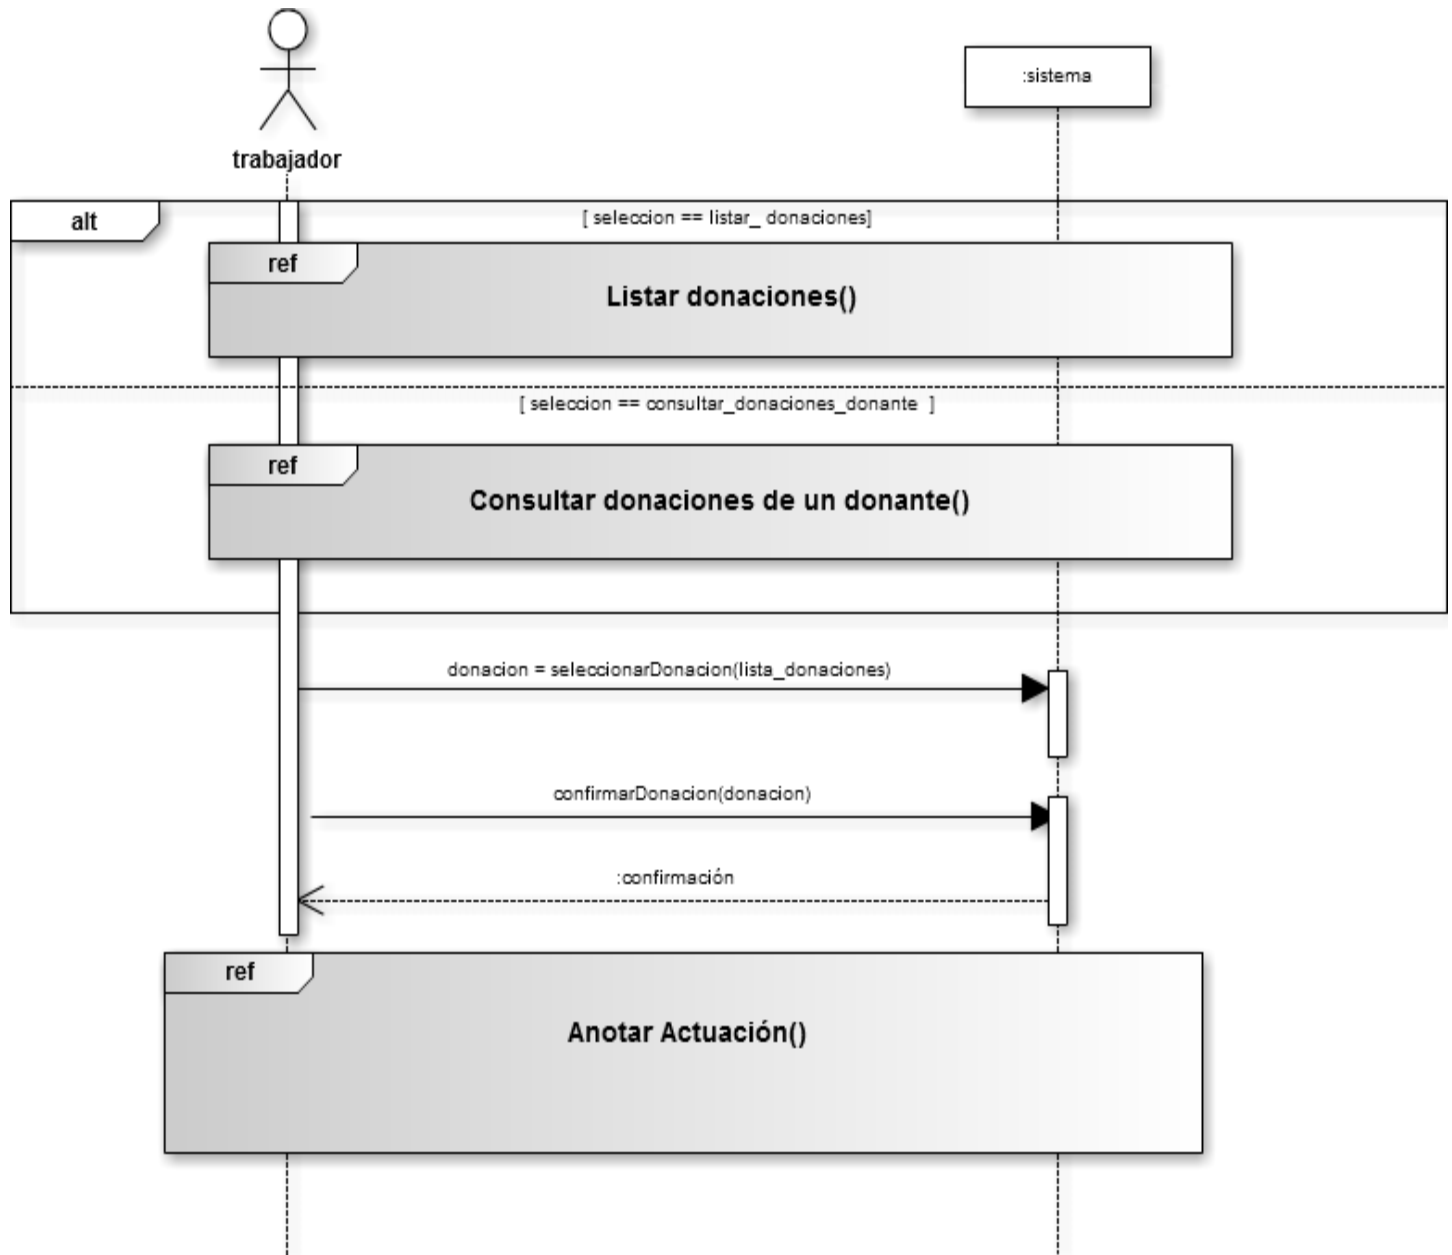 :sistema
trabajador
alt
[ seleccion == listar_ donaciones]
ref
Listar donaciones()
[ seleccion == consultar_donaciones_donante ]
ref
Consultar donaciones de un donante()
donacion = seleccionarDonacion(lista_donaciones)
confirmarDonacion(donacion)
:confirmación
ref
Anotar Actuación()